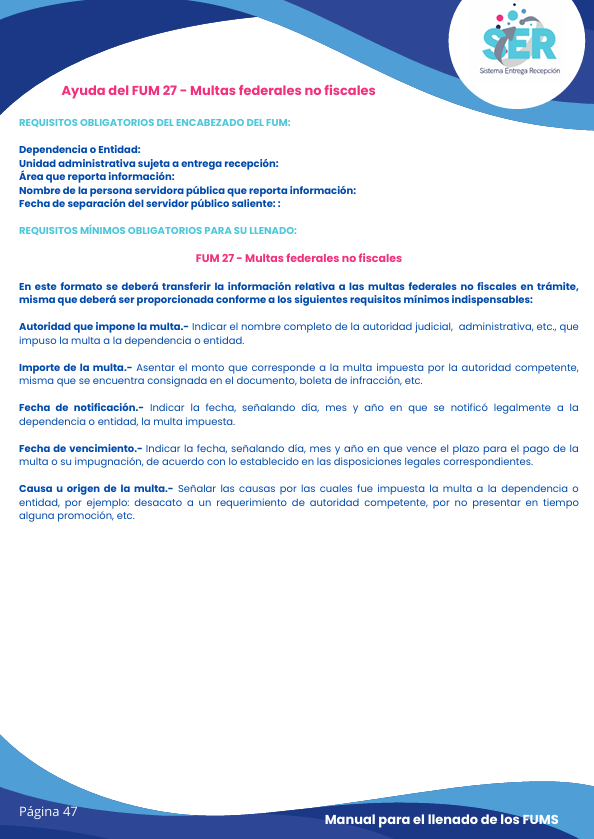 SER
Sistema Entrega Recepción
Ayuda del FUM 27 - Multas federales no fiscales
REQUISITOS OBLIGATORIOS DEL ENCABEZADO DEL FUM:
Dependencia o Entidad:
Unidad administrativa sujeta a entrega recepción:
Área que reporta información:
Nombre de la persona servidora pública que reporta información:
Fecha de separación del servidor público saliente: :
REQUISITOS MÍNIMOS OBLIGATORIOS PARA SU LLENADO:
FUM 27 - Multas federales no fiscales
En este formato se deberá transferir la información relativa a las multas federales no fiscales en trámite,
misma que deberá ser proporcionada conforme a los siguientes requisitos mínimos indispensables:
Autoridad que impone la multa.- Indicar el nombre completo de la autoridad judicial, administrativa, etc., que
impuso la multa a la dependencia o entidad.
Importe de la multa.- Asentar el monto que corresponde a la multa impuesta por la autoridad competente,
misma que se encuentra consignada en el documento, boleta de infracción, etc.
Fecha de notificación.- Indicar la fecha, señalando día, mes y año en que se notificó legalmente a la
dependencia o entidad, la multa impuesta.
Fecha de vencimiento.- Indicar la fecha, señalando día, mes y año en que vence el plazo para el pago de la
multa o su impugnación, de acuerdo con lo establecido en las disposiciones legales correspondientes.
Causa u origen de la multa.- Señalar las causas por las cuales fue impuesta la multa a la dependencia o
entidad, por ejemplo: desacato a un requerimiento de autoridad competente, por no presentar en tiempo
alguna promoción, etc.
Página 47
Manual para el llenado de los FUMS